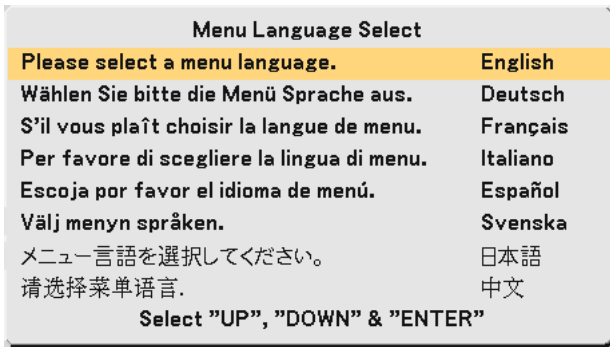 Menu Language Select
Please select a menu language. English
Wählen Sie bitte die Menü Sprache aus. Deutsch
S'il vous plaît choisir la langue de menu. Français
Per favore di scegliere la lingua di menu. Italiano
Escoja por favor el idioma de menú. Español
Välj menyn språken. Svenska
メニュー言語を選択してください。 日本語
请选择菜单语言. 中文
Select ”UP”, ”DOWN” & ”ENTER”